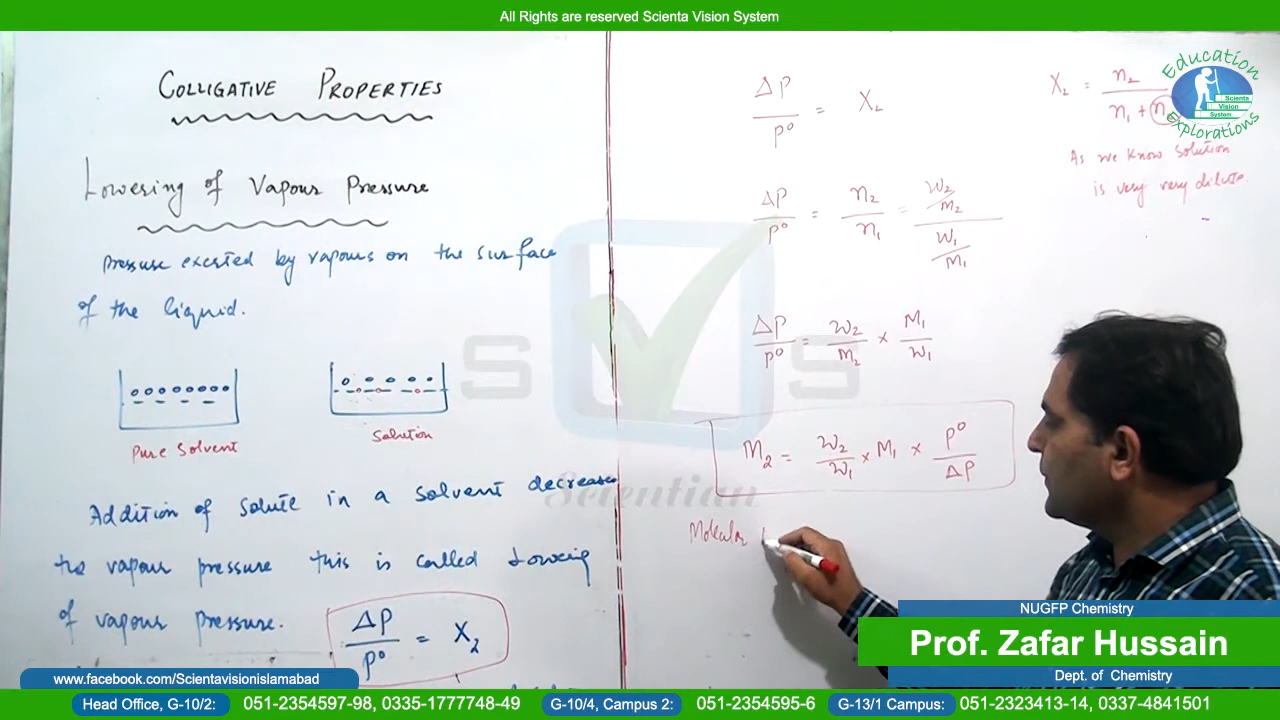 All Rights are reserved Scienta Vision System
COLLIGATIVE PROPERTIES
Lowering of Vapour Pressure
Pressure exerted by vapours on the surface
of the liquid.
Pure Solvent
Solution
Addition of Solute in a Solvent decreases
the vapour pressure this is called Lowering
of vapour pressure.
ΔP/P° = X₂
ΔP/P° = X₂
X₂ = n₂/n₁ + n
As we know solution
is very very dilute.
ΔP/P° = n₂/n₁ = (w₂/M₂)/(w₁/M₁)
ΔP/P° = w₂/M₂ × M₁/w₁
M₂ = w₂/w₁ × M₁ × P°/ΔP
Education
Scienta
Vision
System
Explorations
SVS
Scientian
NUGFP Chemistry
Prof. Zafar Hussain
Dept. of Chemistry
www.facebook.com/Scientavisionislamabad
Head Office, G-10/2: 051-2354597-98, 0335-1777748-49 G-10/4, Campus 2: 051-2354595-6 G-13/1 Campus: 051-2323413-14, 0337-4841501